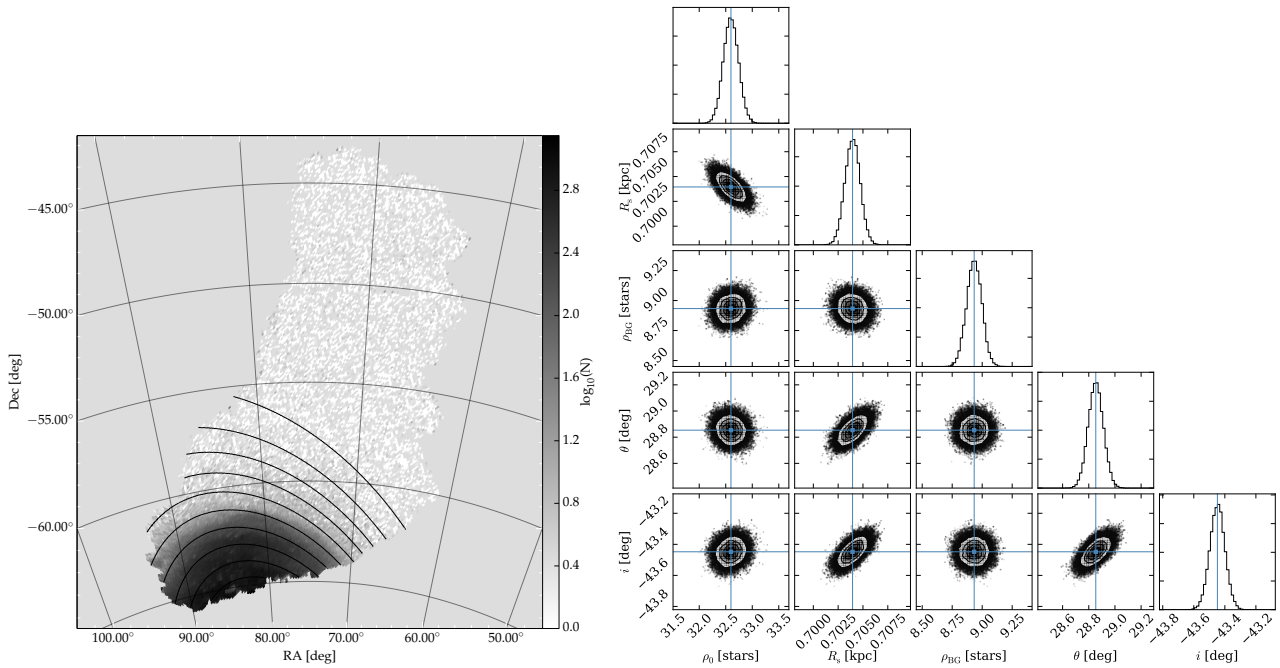 −45.00°
−50.00°
−55.00°
−60.00°
Dec [deg]
100.00° 90.00° 80.00° 70.00° 60.00° 50.00°
RA [deg]
2.8
2.4
2.0
1.6
1.2
0.8
0.4
0.0
log₁₀(N)
0.7075
0.7050
0.7025
0.7000
Rₛ [kpc]
9.25
9.00
8.75
8.50
ρ_BG [stars]
29.2
29.0
28.8
28.6
θ [deg]
−43.2
−43.4
−43.6
−43.8
i [deg]
31.5 32.0 32.5 33.0 33.5
ρ₀ [stars]
0.7000 0.7025 0.7050 0.7075
Rₛ [kpc]
8.50 8.75 9.00 9.25
ρ_BG [stars]
28.6 28.8 29.0 29.2
θ [deg]
−43.8 −43.6 −43.4 −43.2
i [deg]